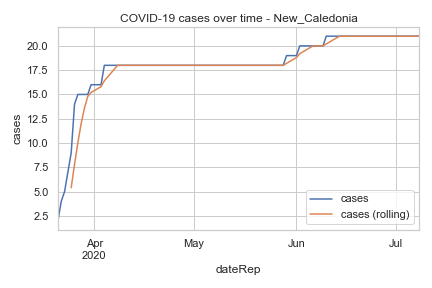 COVID-19 cases over time - New_Caledonia
cases
20.0
17.5
15.0
12.5
10.0
7.5
5.0
2.5
cases
cases (rolling)
Apr
2020
May
Jun
Jul
dateRep